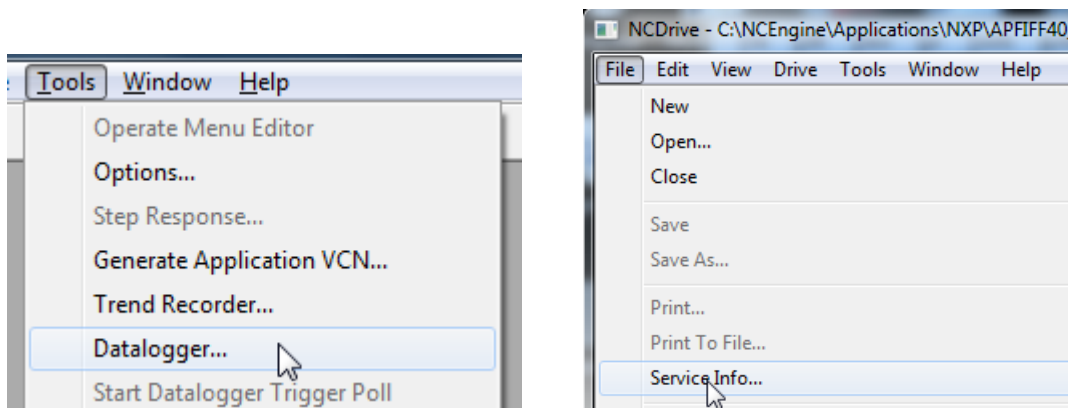 Tools Window Help
Operate Menu Editor
Options...
Step Response...
Generate Application VCN...
Trend Recorder...
Datalogger...
Start Datalogger Trigger Poll
NCDrive - C:\NCEngine\Applications\NXP\APFIFF40
File Edit View Drive Tools Window Help
New
Open...
Close
Save
Save As...
Print...
Print To File...
Service Info...